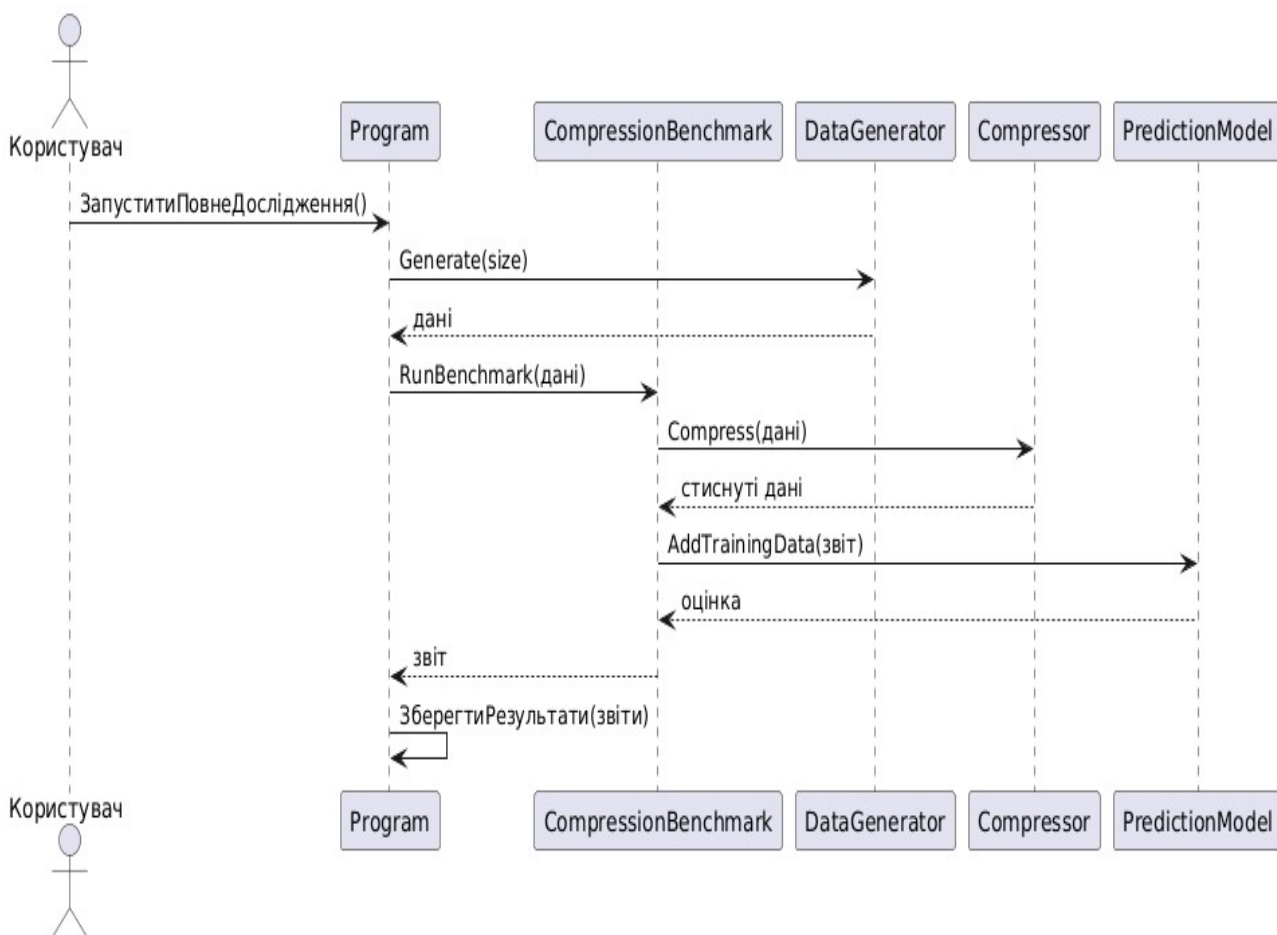 Користувач
Program
CompressionBenchmark
DataGenerator
Compressor
PredictionModel
ЗапуститиПовнеДослідження()
Generate(size)
дані
RunBenchmark(дані)
Compress(дані)
стиснуті дані
AddTrainingData(звіт)
оцінка
звіт
ЗберегтиРезультати(звіти)
Користувач
Program
CompressionBenchmark
DataGenerator
Compressor
PredictionModel